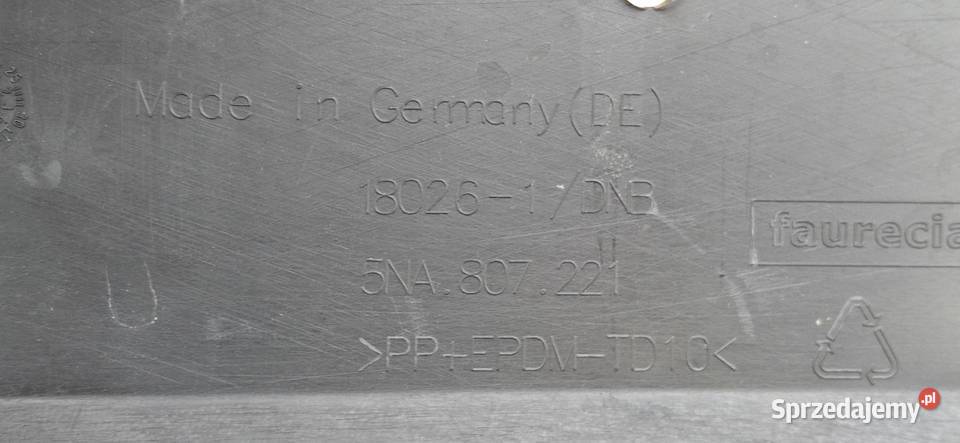 Made in Germany (DE)
18026-1/DNB
faurecia
5NA.807.221
>PP+EPDM-TD10<
Sprzedajemy.pl